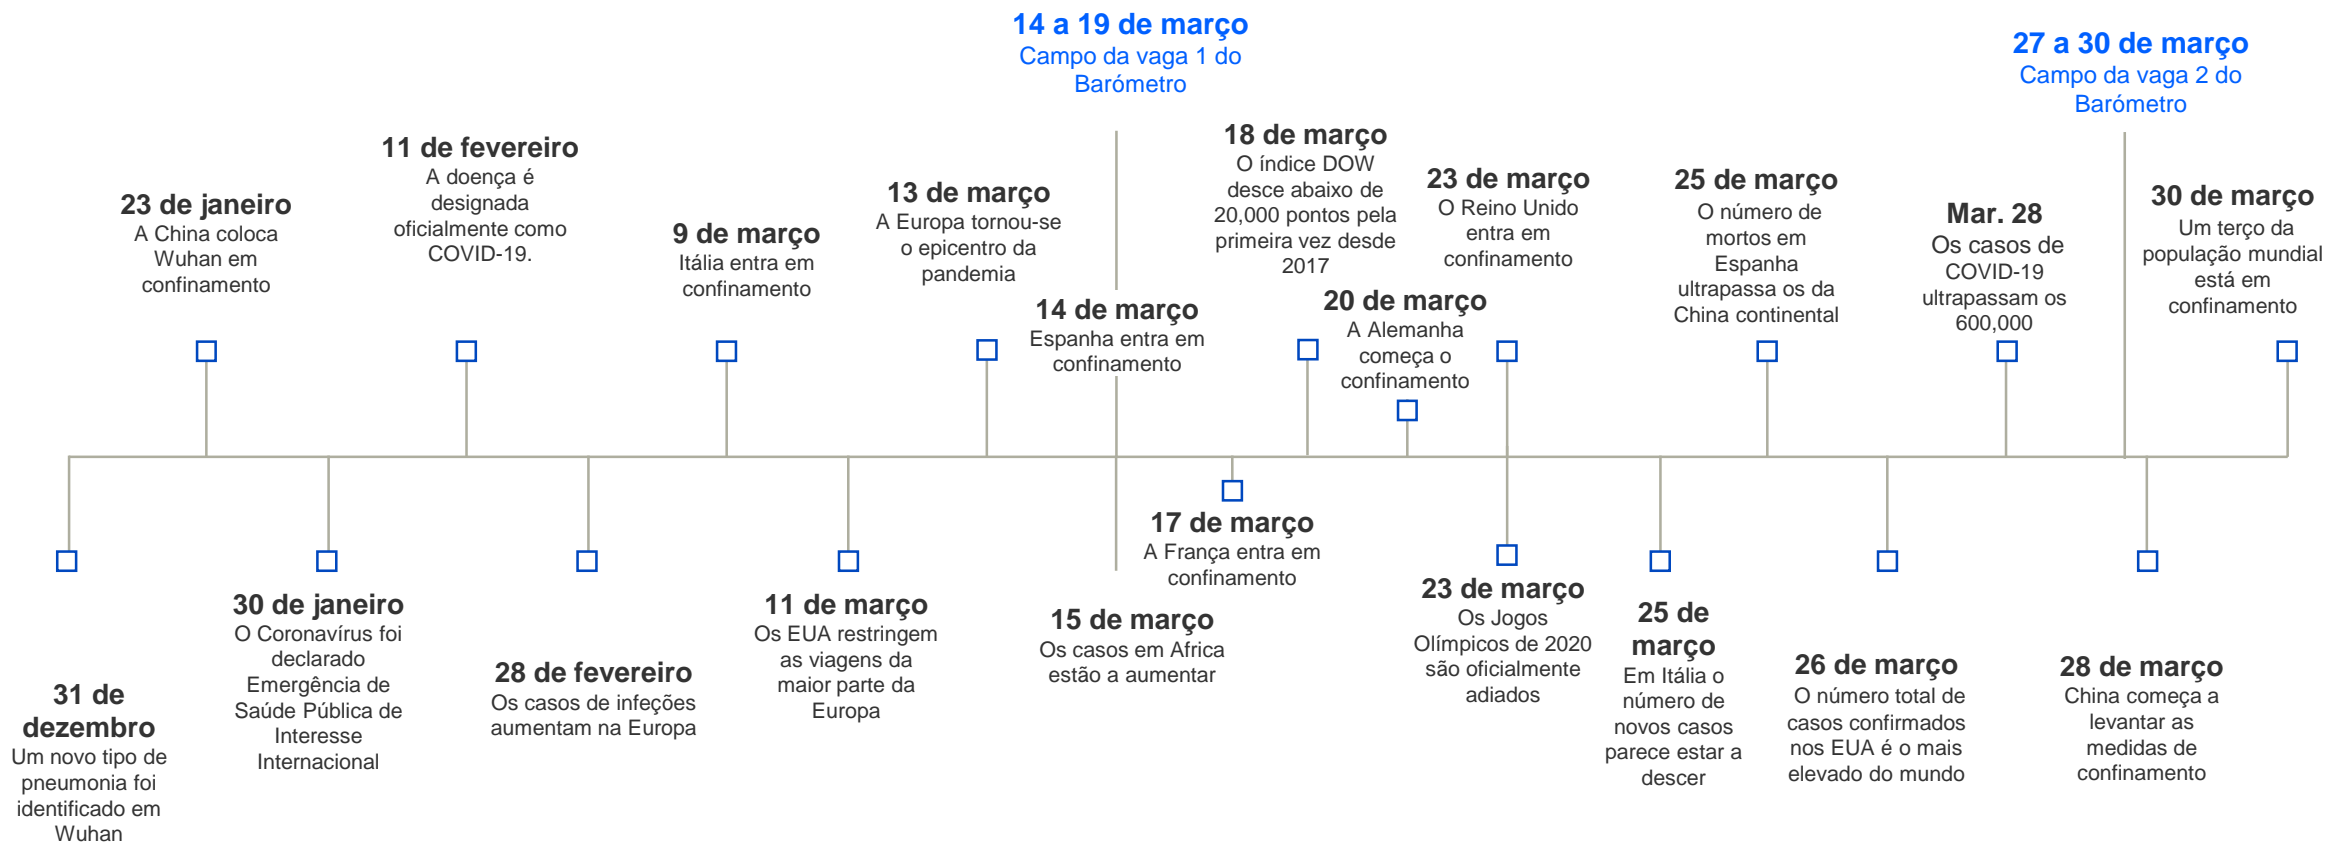 14 a 19 de março
Campo da vaga 1 do
Barómetro
27 a 30 de março
Campo da vaga 2 do
Barómetro
23 de janeiro
A China coloca
Wuhan em
confinamento
11 de fevereiro
A doença é
designada
oficialmente como
COVID-19.
9 de março
Itália entra em
confinamento
13 de março
A Europa tornou-se
o epicentro da
pandemia
14 de março
Espanha entra em
confinamento
18 de março
O índice DOW
desce abaixo de
20,000 pontos pela
primeira vez desde
2017
20 de março
A Alemanha
começa o
confinamento
23 de março
O Reino Unido
entra em
confinamento
25 de março
O número de
mortos em
Espanha
ultrapassa os da
China continental
Mar. 28
Os casos de
COVID-19
ultrapassam os
600,000
30 de março
Um terço da
população mundial
está em
confinamento
31 de
dezembro
Um novo tipo de
pneumonia foi
identificado em
Wuhan
30 de janeiro
O Coronavírus foi
declarado
Emergência de
Saúde Pública de
Interesse
Internacional
28 de fevereiro
Os casos de infeções
aumentam na Europa
11 de março
Os EUA restringem
as viagens da
maior parte da
Europa
15 de março
Os casos em Africa
estão a aumentar
17 de março
A França entra em
confinamento
23 de março
Os Jogos
Olímpicos de 2020
são oficialmente
adiados
25 de
março
Em Itália o
número de
novos casos
parece estar a
descer
26 de março
O número total de
casos confirmados
nos EUA é o mais
elevado do mundo
28 de março
China começa a
levantar as
medidas de
confinamento